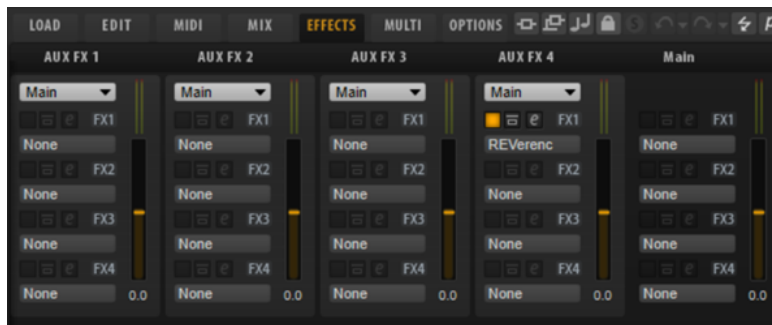 LOAD EDIT MIDI MIX EFFECTS MULTI OPTIONS
AUX FX 1 AUX FX 2 AUX FX 3 AUX FX 4 Main
Main Main Main Main
e FX1 e FX1 e FX1 e FX1 e FX1
None None None REVerenc None
e FX2 e FX2 e FX2 e FX2 e FX2
None None None None None
e FX3 e FX3 e FX3 e FX3 e FX3
None None None None None
e FX4 e FX4 e FX4 e FX4 e FX4
None 0.0 None 0.0 None 0.0 None 0.0 None 0.0